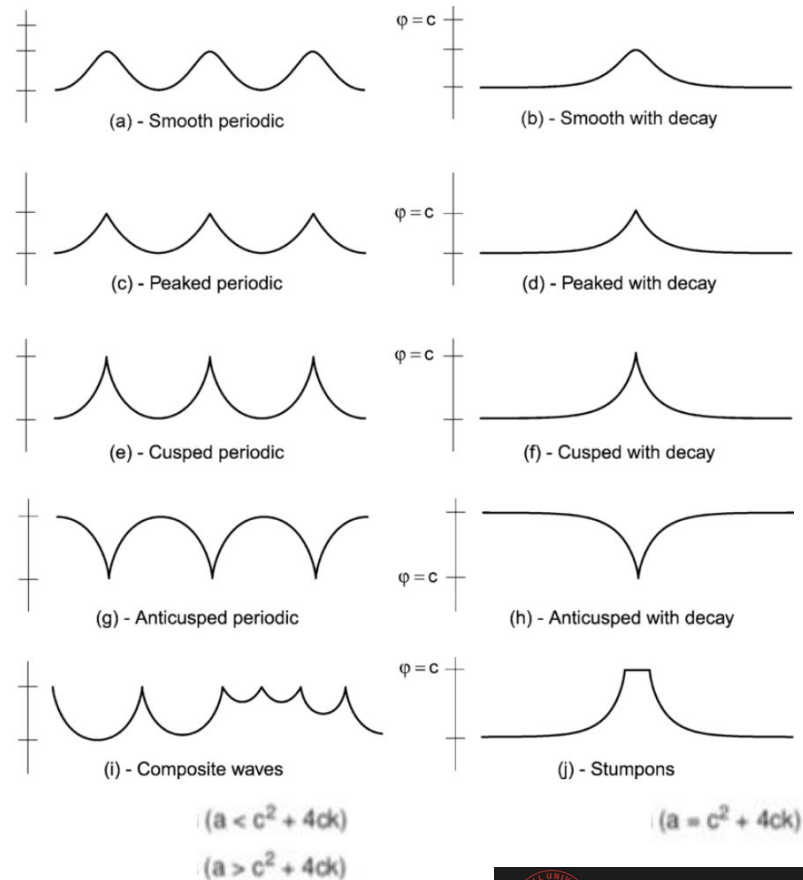 φ = c
(a) - Smooth periodic
(b) - Smooth with decay
φ = c
(c) - Peaked periodic
(d) - Peaked with decay
φ = c
(e) - Cusped periodic
(f) - Cusped with decay
φ = c
(g) - Anticusped periodic
(h) - Anticusped with decay
φ = c
(i) - Composite waves
(j) - Stumpons
(a < c² + 4ck)
(a = c² + 4ck)
(a > c² + 4ck)